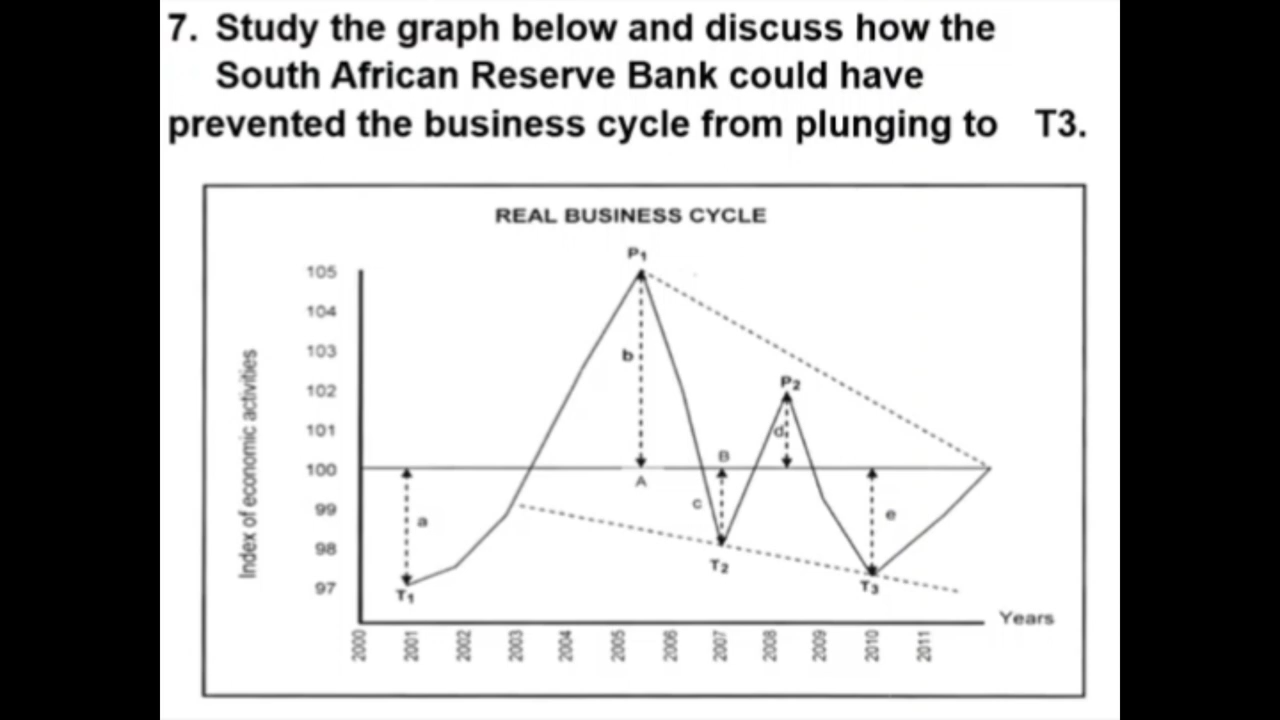 7. Study the graph below and discuss how the
South African Reserve Bank could have
prevented the business cycle from plunging to T3.
REAL BUSINESS CYCLE
P1
105
104
103
b
102
P2
101
d
B
100
A
99
c
e
a
98
T2
97
T3
T1
Index of economic activities
Years
2000
2001
2002
2003
2004
2005
2006
2007
2008
2009
2010
2011